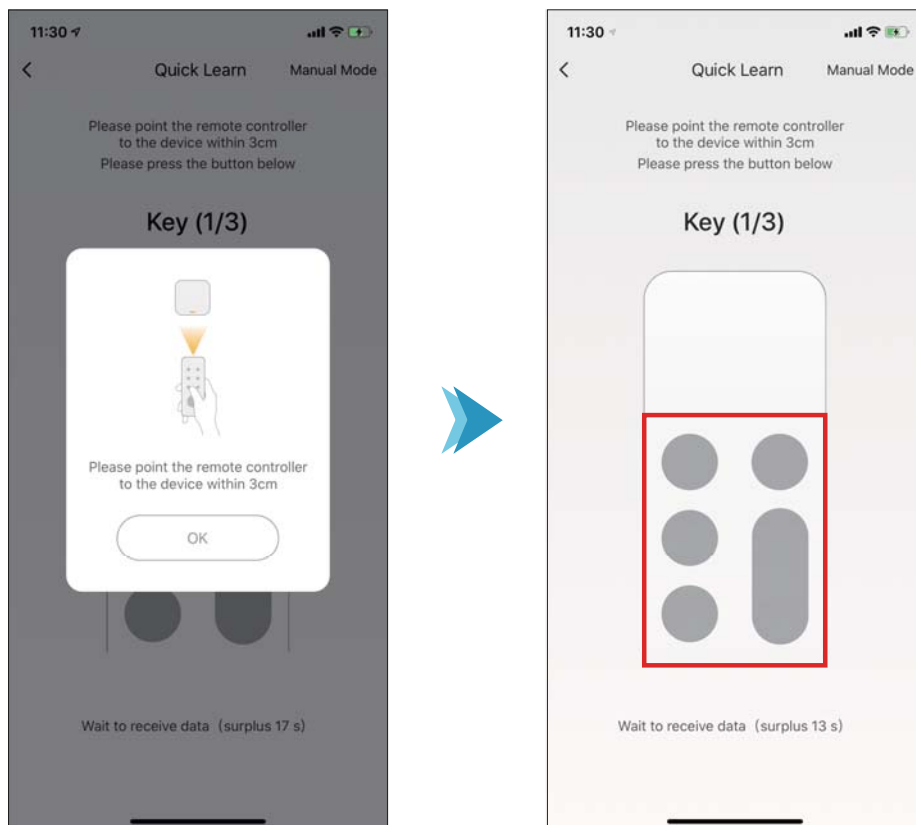 11:30
Quick Learn
Manual Mode
Please point the remote controller
to the device within 3cm
Please press the button below
Key (1/3)
Please point the remote controller
to the device within 3cm
OK
Wait to receive data（surplus 17 s）
11:30
Quick Learn
Manual Mode
Please point the remote controller
to the device within 3cm
Please press the button below
Key (1/3)
Wait to receive data（surplus 13 s）